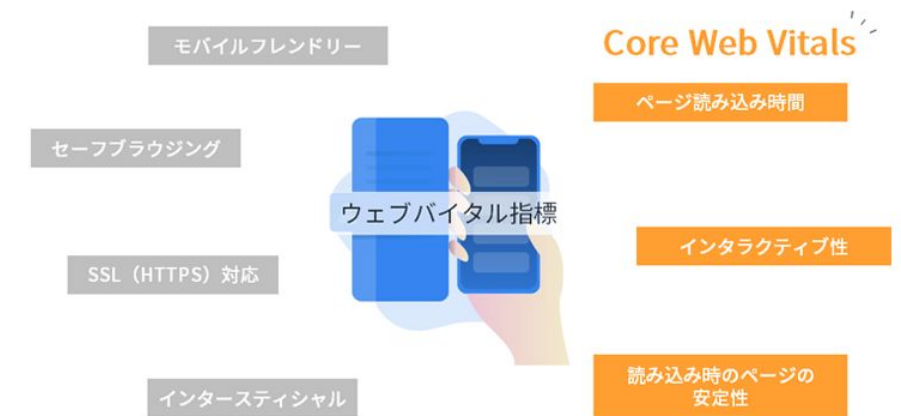 モバイルフレンドリー
セーフブラウジング
SSL（HTTPS）対応
インタースティシャル
ウェブバイタル指標
Core Web Vitals
ページ読み込み時間
インタラクティブ性
読み込み時のページの
安定性